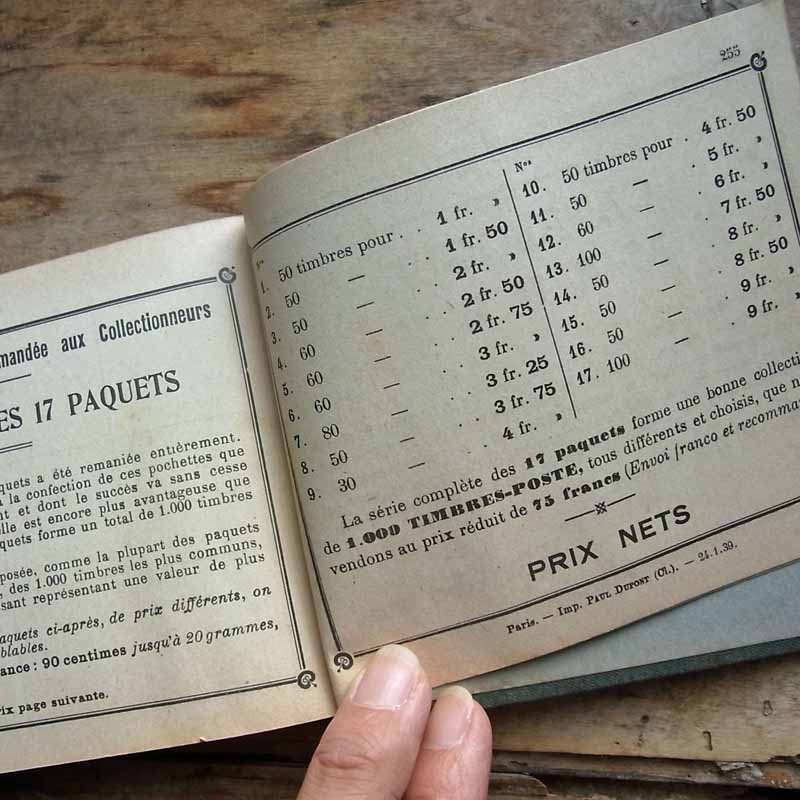 mandée aux Collectionneurs
ES 17 PAQUETS
quets a été remaniée entièrement.
à la confection de ces pochettes que
nt et dont le succès va sans cesse
elle est encore plus avantageuse que
quets forme un total de 1.000 timbres
posée, comme la plupart des paquets
, des 1.000 timbres les plus communs,
sant représentant une valeur de plus
aquets ci-après, de prix différents, on
blables.
ance : 90 centimes jusqu'à 20 grammes,
ix page suivante.
255
Nos
1. 50 timbres pour . . 1 fr. »
2. 50 — . . 1 fr. 50
3. 50 — . . 2 fr. »
4. 60 — . . 2 fr. 50
5. 60 — . . 2 fr. 75
6. 60 — . . 3 fr. »
7. 80 — . . 3 fr. 25
8. 50 — . . 3 fr. 75
9. 30 — . . 4 fr. »
Nos
10. 50 timbres pour . 4 fr. 50
11. 50 — . 5 fr. »
12. 60 — . 6 fr. »
13. 100 — . 7 fr. 50
14. 50 — . 8 fr. »
15. 50 — . 8 fr. 50
16. 50 — . 9 fr. »
17. 100 — . 9 fr. »
La série complète des 17 paquets forme une bonne collecti
de 1.000 TIMBRES-POSTE, tous différents et choisis, que n
vendons au prix réduit de 75 francs (Envoi franco et recomma
PRIX NETS
Paris. — Imp. PAUL DUPONT (Cl.). — 24.1.39.